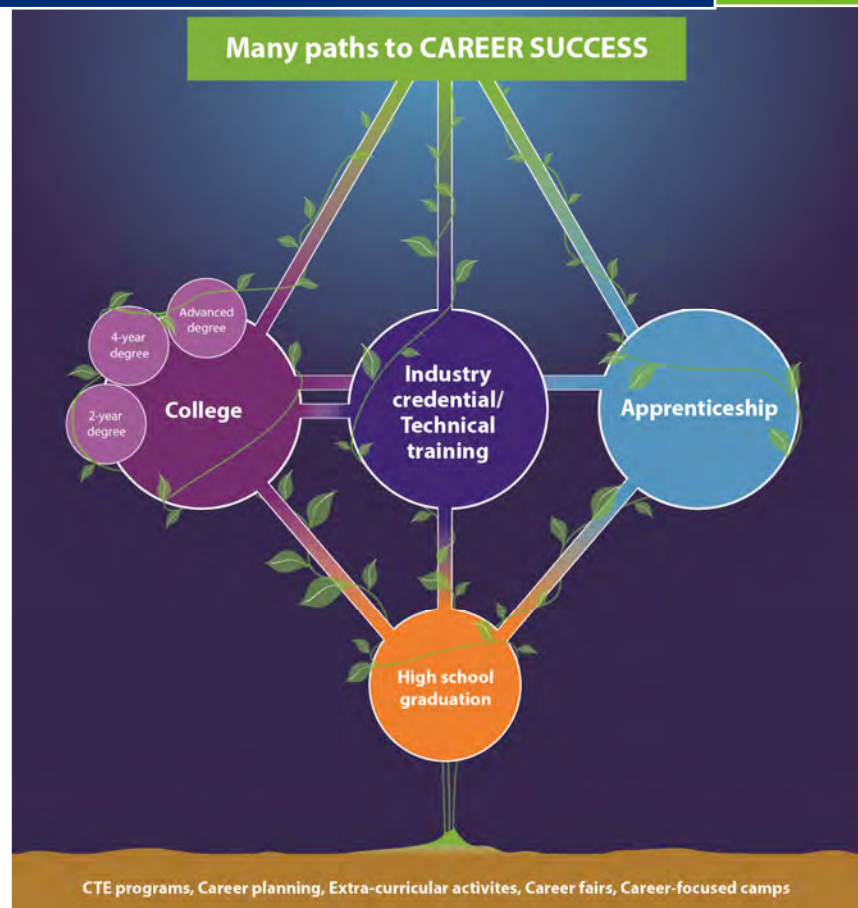 Many paths to CAREER SUCCESS
Advanced
degree
4-year
degree
2-year
degree
College
Industry
credential/
Technical
training
Apprenticeship
High school
graduation
CTE programs, Career planning, Extra-curricular activites, Career fairs, Career-focused camps